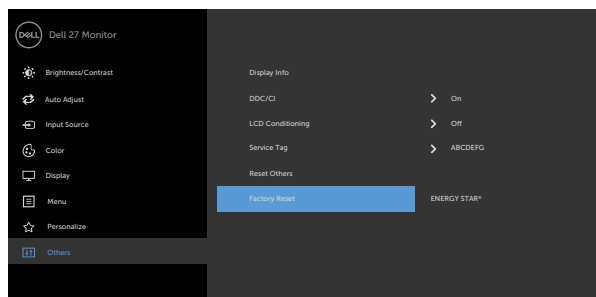 DELL Dell 27 Monitor
Brightness/Contrast
Auto Adjust
Input Source
Color
Display
Menu
Personalize
Others
Display Info
DDC/CI On
LCD Conditioning Off
Service Tag ABCDEFG
Reset Others
Factory Reset ENERGY STAR®